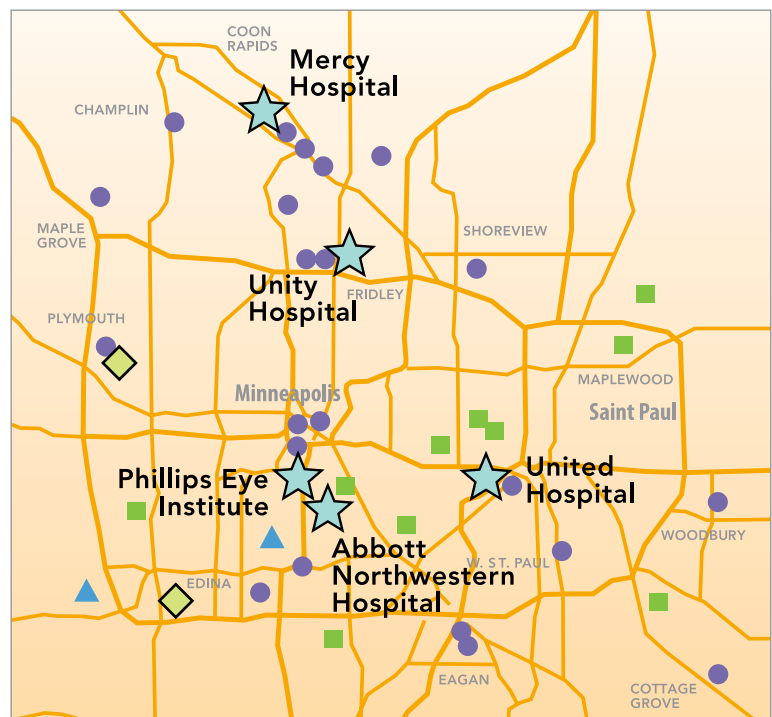 COON
RAPIDS
Mercy
Hospital
CHAMPLIN
MAPLE
GROVE
SHOREVIEW
Unity
Hospital
FRIDLEY
PLYMOUTH
MAPLEWOOD
Minneapolis
Saint Paul
Phillips Eye
Institute
United
Hospital
Abbott
Northwestern
Hospital
WOODBURY
W. ST. PAUL
EDINA
EAGAN
COTTAGE
GROVE